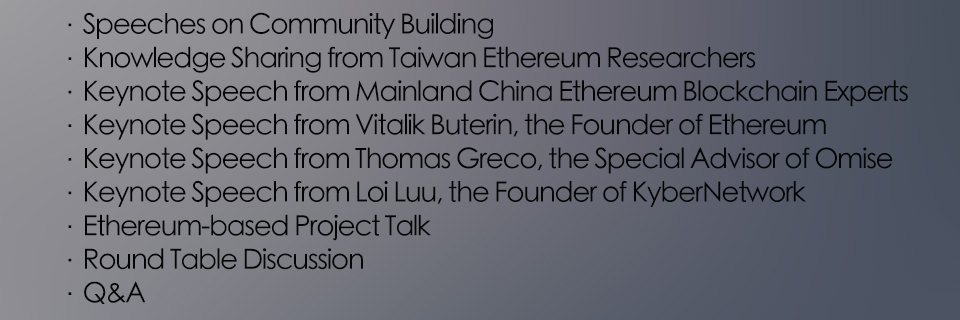 · Speeches on Community Building
· Knowledge Sharing from Taiwan Ethereum Researchers
· Keynote Speech from Mainland China Ethereum Blockchain Experts
· Keynote Speech from Vitalik Buterin, the Founder of Ethereum
· Keynote Speech from Thomas Greco, the Special Advisor of Omise
· Keynote Speech from Loi Luu, the Founder of KyberNetwork
· Ethereum-based Project Talk
· Round Table Discussion
· Q&A